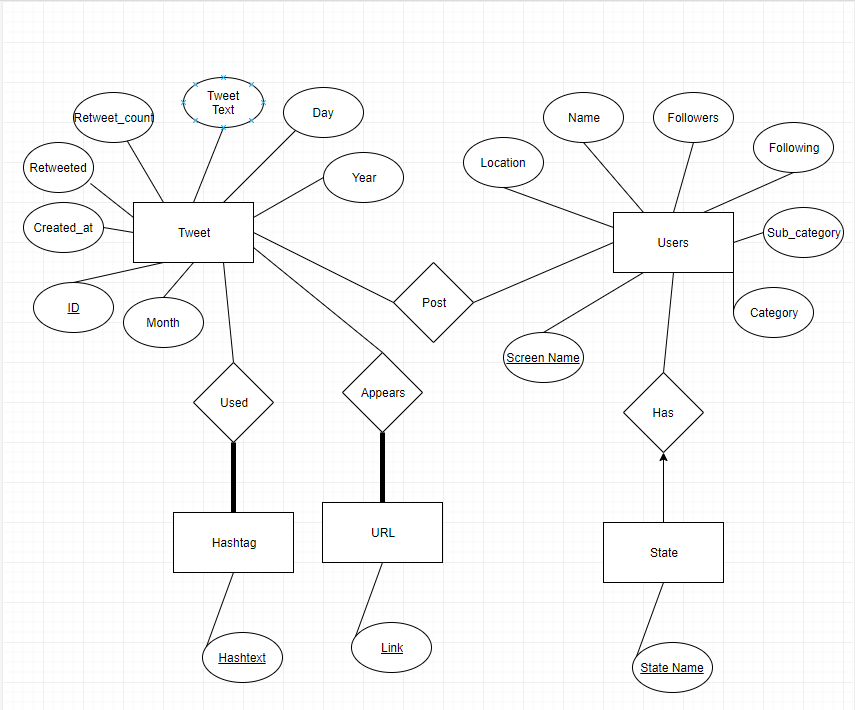 Tweet
Text
Retweet_count
Day
Name
Followers
Following
Location
Retweeted
Year
Created_at
Tweet
Users
Sub_category
ID
Month
Post
Category
Screen Name
Used
Appears
Has
Hashtag
URL
State
Hashtext
Link
State Name